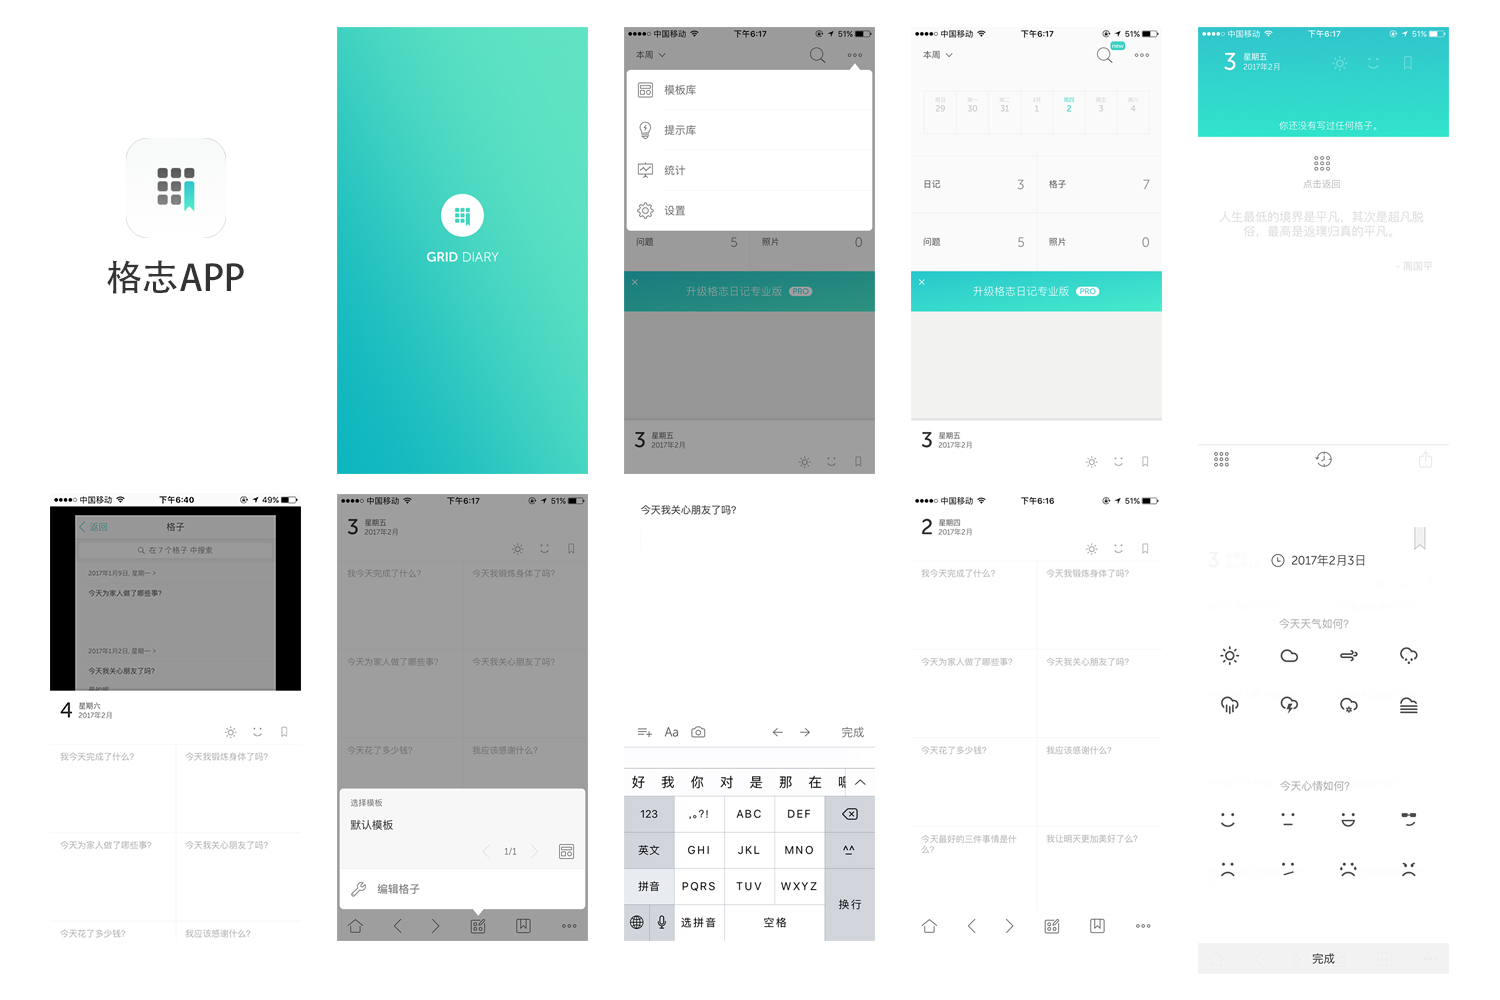 格志APP
GRID DIARY
中国移动 下午6:17 51%
本周
模板库
提示库
统计
设置
问题 5 照片 0
升级格志日记专业版 PRO
3 星期五
2017年2月
中国移动 下午6:17 51%
本周
new
周日 周一 周二 2月 周四 周五 周六
29 30 31 1 2 3 4
日记 3 格子 7
问题 5 照片 0
升级格志日记专业版 PRO
3 星期五
2017年2月
中国移动 下午6:17 51%
3 星期五
2017年2月
你还没有写过任何格子。
点击返回
人生最低的境界是平凡，其次是超凡脱
俗，最高是返璞归真的平凡。
- 周国平
中国移动 下午6:40 49%
返回 格子
在 7 个格子 中搜索
2017年1月9日, 星期一 >
今天为家人做了哪些事?
2017年1月2日, 星期一 >
今天我关心朋友了吗?
是的呢
4 星期六
2017年2月
我今天完成了什么? 今天我锻炼身体了吗?
今天为家人做了哪些事? 今天我关心朋友了吗?
今天花了多少钱? 我应该感谢什么?
中国移动 下午6:17 51%
3 星期五
2017年2月
我今天完成了什么? 今天我锻炼身体了吗?
今天为家人做了哪些事? 今天我关心朋友了吗?
今天花了多少钱? 我应该感谢什么?
选择模板
默认模板
1/1
编辑格子
今天我关心朋友了吗?
Aa 完成
好 我 你 对 是 那 在 嗯
123 ,。?! ABC DEF
英文 GHI JKL MNO ^^
拼音 PQRS TUV WXYZ 换行
选拼音 空格
中国移动 下午6:16 51%
2 星期四
2017年2月
我今天完成了什么? 今天我锻炼身体了吗?
今天为家人做了哪些事? 今天我关心朋友了吗?
今天花了多少钱? 我应该感谢什么?
今天最好的三件事情是什
么? 我让明天更加美好了么?
3
2017年2月3日
今天天气如何?
今天心情如何?
完成